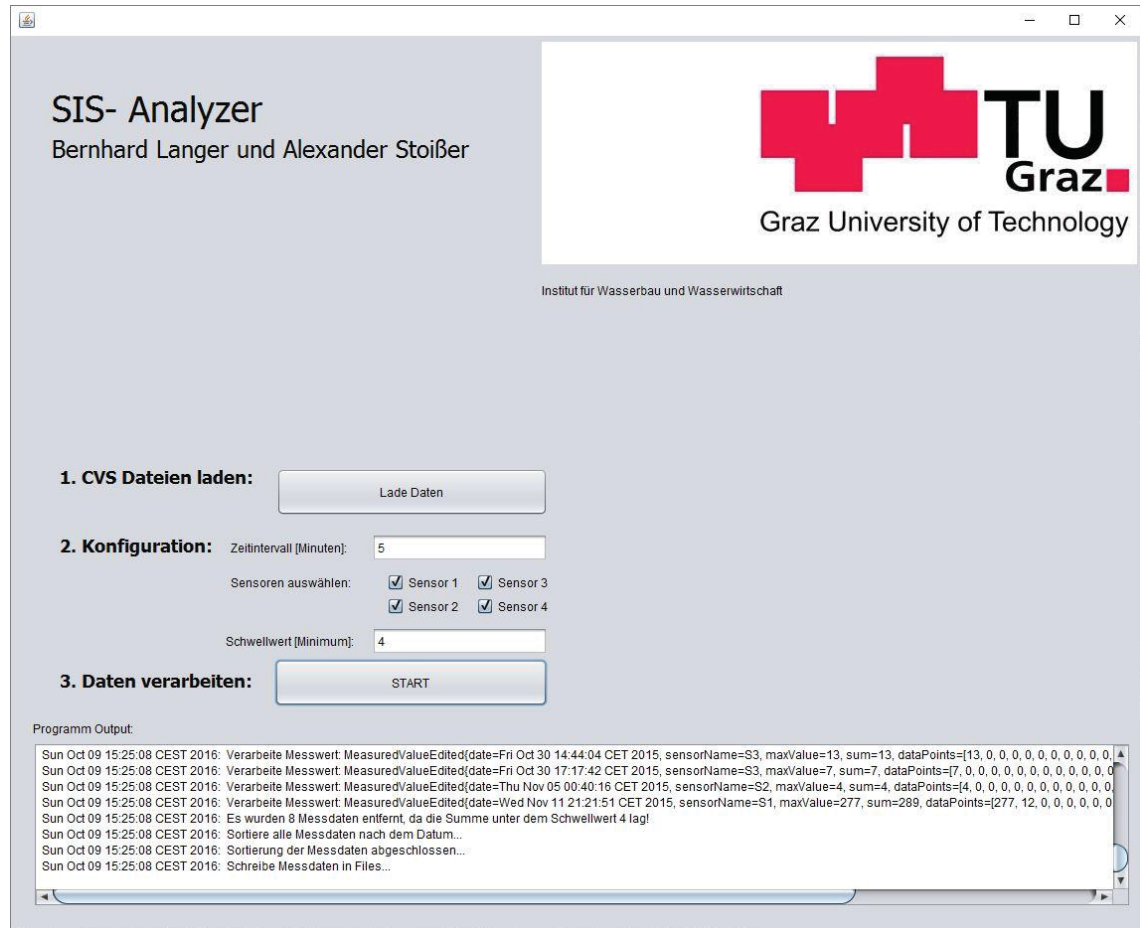 SIS- Analyzer
Bernhard Langer und Alexander Stoißer
TU
Graz
Graz University of Technology
Institut für Wasserbau und Wasserwirtschaft
1. CVS Dateien laden:
Lade Daten
2. Konfiguration: Zeitintervall [Minuten]: 5
Sensoren auswählen: Sensor 1 Sensor 3
Sensor 2 Sensor 4
Schwellwert [Minimum]: 4
3. Daten verarbeiten: START
Programm Output:
Sun Oct 09 15:25:08 CEST 2016: Verarbeite Messwert: MeasuredValueEdited{date=Fri Oct 30 14:44:04 CET 2015, sensorName=S3, maxValue=13, sum=13, dataPoints=[13, 0, 0, 0, 0, 0, 0, 0, 0, 0, 0,
Sun Oct 09 15:25:08 CEST 2016: Verarbeite Messwert: MeasuredValueEdited{date=Fri Oct 30 17:17:42 CET 2015, sensorName=S3, maxValue=7, sum=7, dataPoints=[7, 0, 0, 0, 0, 0, 0, 0, 0, 0, 0, 0
Sun Oct 09 15:25:08 CEST 2016: Verarbeite Messwert: MeasuredValueEdited{date=Thu Nov 05 00:40:16 CET 2015, sensorName=S2, maxValue=4, sum=4, dataPoints=[4, 0, 0, 0, 0, 0, 0, 0, 0, 0, 0,
Sun Oct 09 15:25:08 CEST 2016: Verarbeite Messwert: MeasuredValueEdited{date=Wed Nov 11 21:21:51 CET 2015, sensorName=S1, maxValue=277, sum=289, dataPoints=[277, 12, 0, 0, 0, 0, 0, 0
Sun Oct 09 15:25:08 CEST 2016: Es wurden 8 Messdaten entfernt, da die Summe unter dem Schwellwert 4 lag!
Sun Oct 09 15:25:08 CEST 2016: Sortiere alle Messdaten nach dem Datum...
Sun Oct 09 15:25:08 CEST 2016: Sortierung der Messdaten abgeschlossen...
Sun Oct 09 15:25:08 CEST 2016: Schreibe Messdaten in Files...